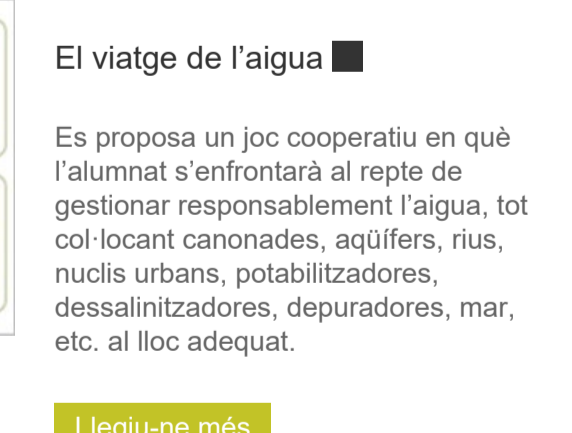 El viatge de l’aigua
Es proposa un joc cooperatiu en què
l’alumnat s’enfrontarà al repte de
gestionar responsablement l’aigua, tot
col·locant canonades, aqüífers, rius,
nuclis urbans, potabilitzadores,
dessalinitzadores, depuradores, mar,
etc. al lloc adequat.
Llegiu-ne més